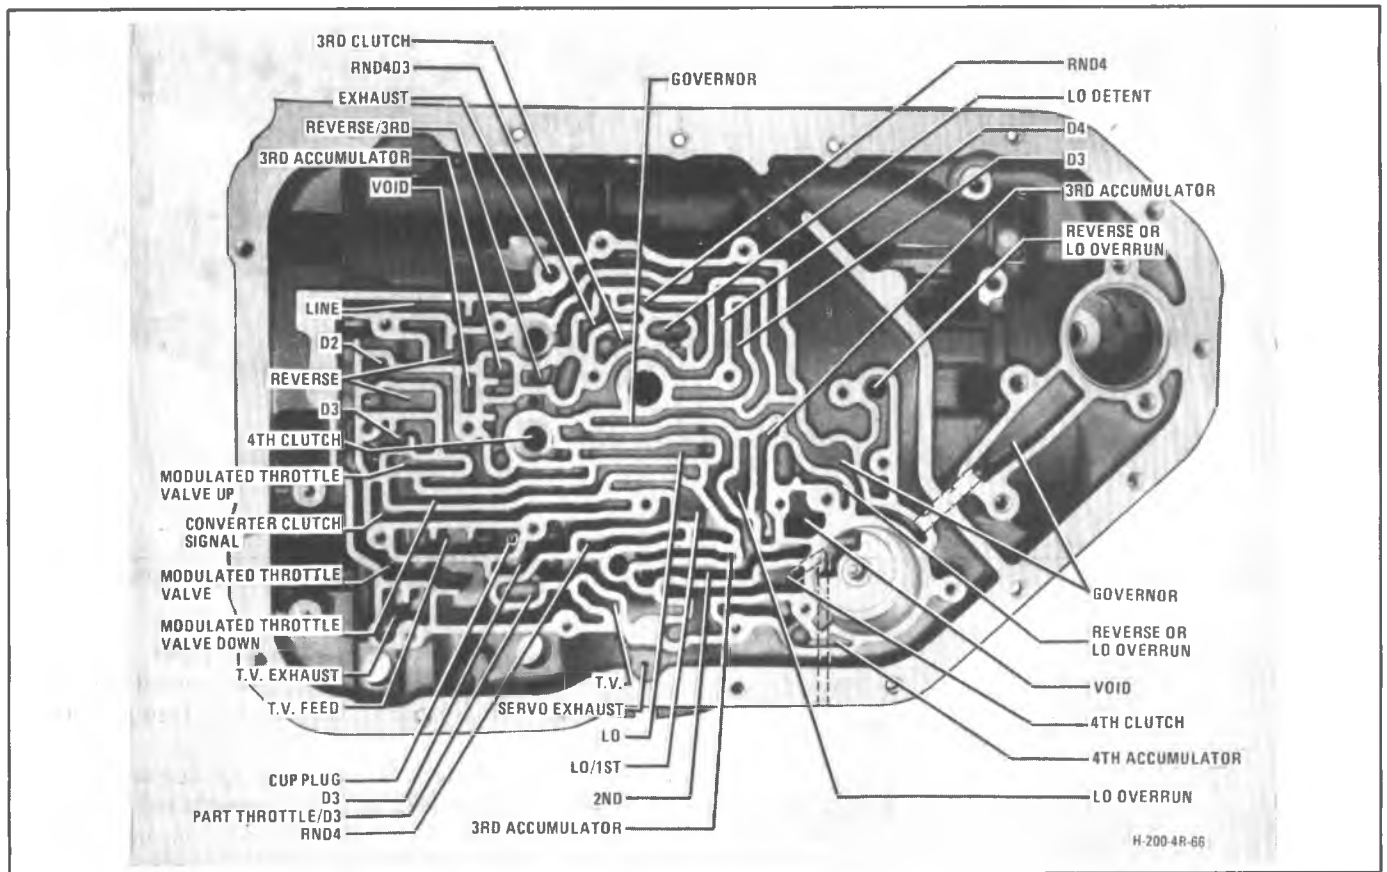 3RD CLUTCH
RND4D3
EXHAUST
REVERSE/3RD
3RD ACCUMULATOR
VOID
GOVERNOR
RND4
LO DETENT
D4
D3
3RD ACCUMULATOR
REVERSE OR
LO OVERRUN
LINE
D2
REVERSE
D3
4TH CLUTCH
MODULATED THROTTLE
VALVE UP
CONVERTER CLUTCH
SIGNAL
MODULATED THROTTLE
VALVE
MODULATED THROTTLE
VALVE DOWN
T.V. EXHAUST
T.V. FEED
CUP PLUG
D3
PART THROTTLE/D3
RND4
T.V.
SERVO EXHAUST
LO
LO/1ST
2ND
3RD ACCUMULATOR
GOVERNOR
REVERSE OR
LO OVERRUN
VOID
4TH CLUTCH
4TH ACCUMULATOR
LO OVERRUN
H-200-4R-66